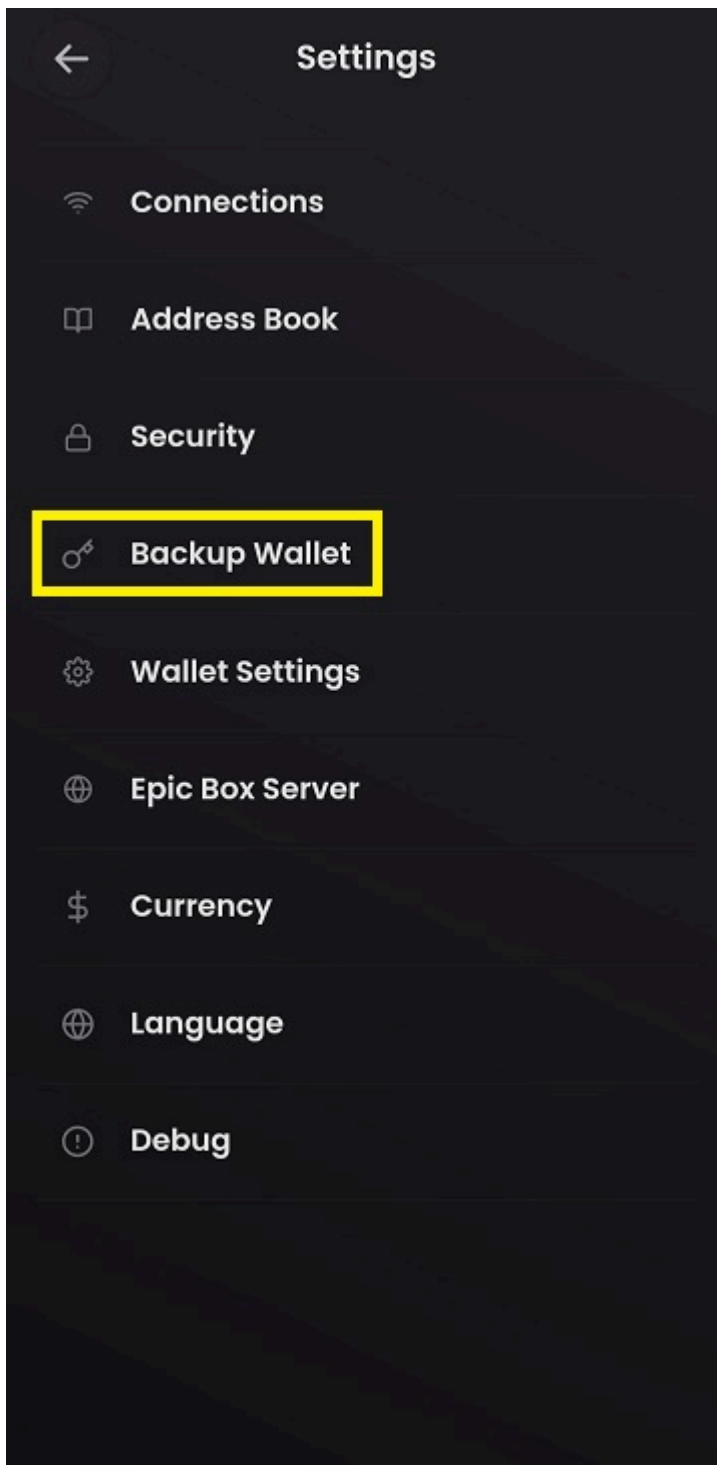 Settings
Connections
Address Book
Security
Backup Wallet
Wallet Settings
Epic Box Server
Currency
Language
Debug